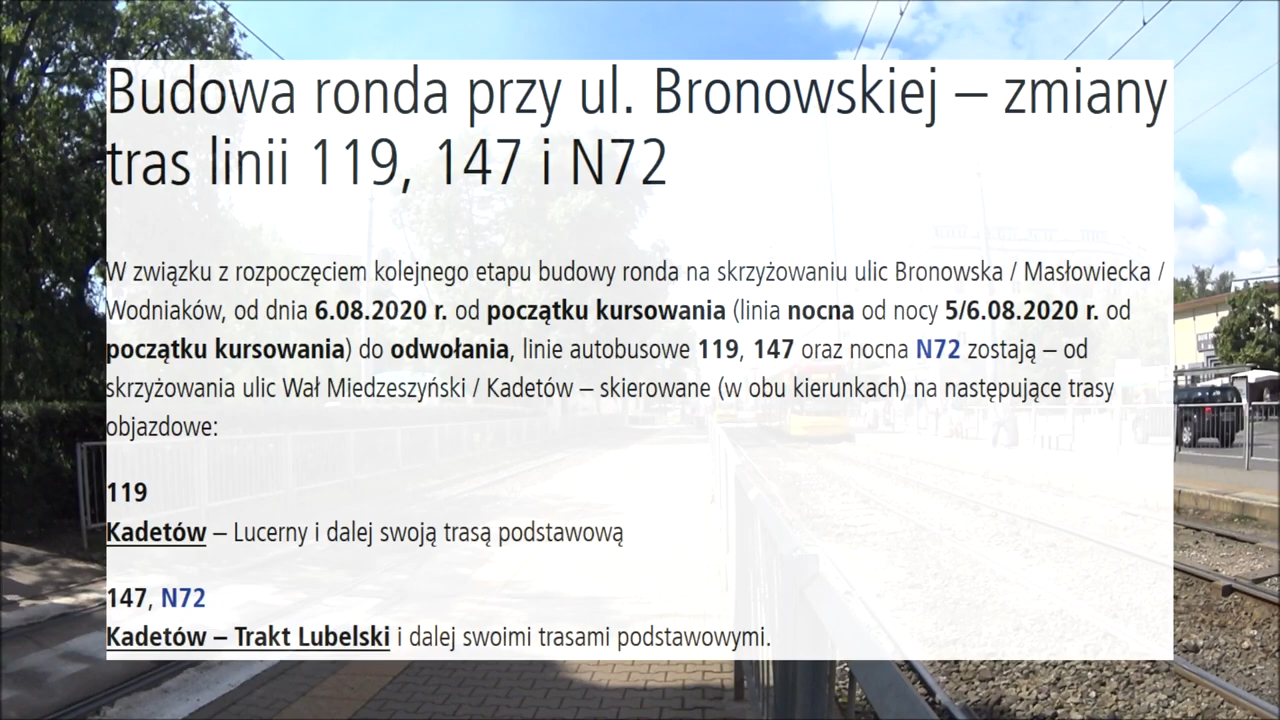 Budowa ronda przy ul. Bronowskiej – zmiany
tras linii 119, 147 i N72
W związku z rozpoczęciem kolejnego etapu budowy ronda na skrzyżowaniu ulic Bronowska / Masłowiecka /
Wodniaków, od dnia 6.08.2020 r. od początku kursowania (linia nocna od nocy 5/6.08.2020 r. od
początku kursowania) do odwołania, linie autobusowe 119, 147 oraz nocna N72 zostają – od
skrzyżowania ulic Wał Miedzeszyński / Kadetów – skierowane (w obu kierunkach) na następujące trasy
objazdowe:
119
Kadetów – Lucerny i dalej swoją trasą podstawową
147, N72
Kadetów – Trakt Lubelski i dalej swoimi trasami podstawowymi.